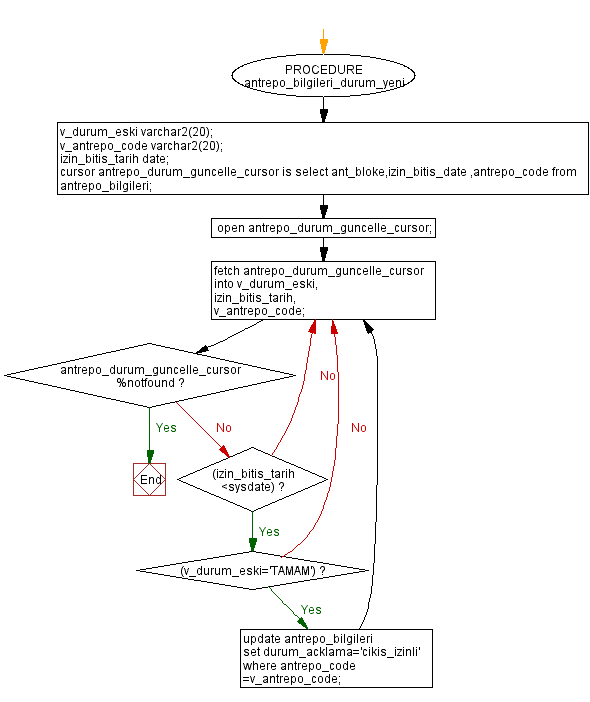 PROCEDURE
antrepo_bilgileri_durum_yeni
v_durum_eski varchar2(20);
v_antrepo_code varchar2(20);
izin_bitis_tarih date;
cursor antrepo_durum_guncelle_cursor is select ant_bloke,izin_bitis_date ,antrepo_code from
antrepo_bilgileri;
open antrepo_durum_guncelle_cursor;
fetch antrepo_durum_guncelle_cursor
into v_durum_eski,
izin_bitis_tarih,
v_antrepo_code;
antrepo_durum_guncelle_cursor
%notfound ?
No
Yes
No
No
End
(izin_bitis_tarih
<sysdate) ?
Yes
(v_durum_eski='TAMAM') ?
Yes
update antrepo_bilgileri
set durum_acklama='cikis_izinli'
where antrepo_code
=v_antrepo_code;